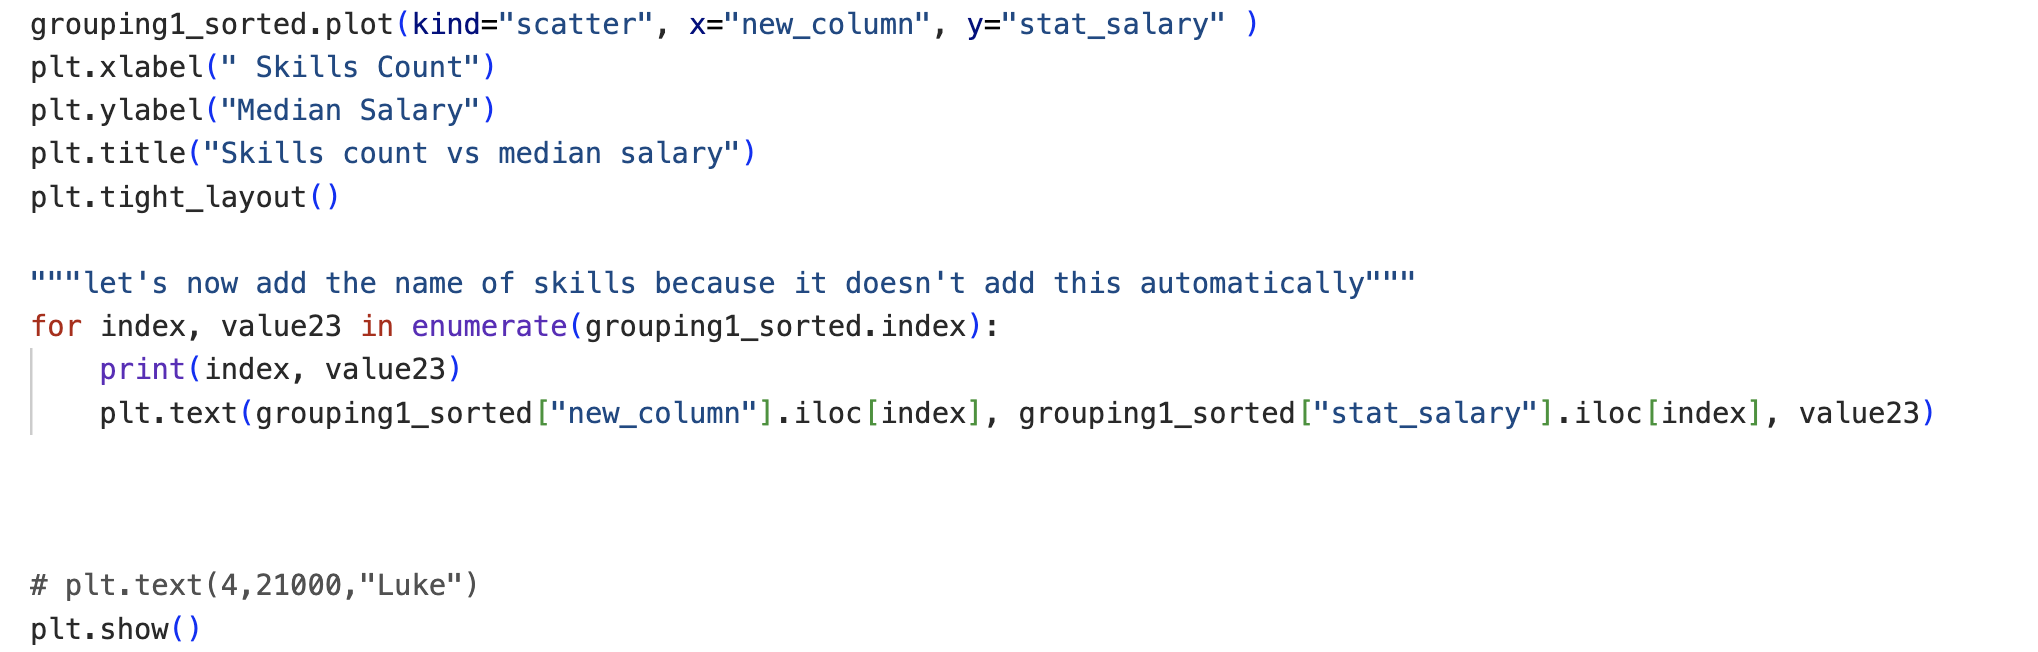 grouping1_sorted.plot(kind="scatter", x="new_column", y="stat_salary" )
plt.xlabel(" Skills Count")
plt.ylabel("Median Salary")
plt.title("Skills count vs median salary")
plt.tight_layout()
"""let's now add the name of skills because it doesn't add this automatically"""
for index, value23 in enumerate(grouping1_sorted.index):
    print(index, value23)
    plt.text(grouping1_sorted["new_column"].iloc[index], grouping1_sorted["stat_salary"].iloc[index], value23)
# plt.text(4,21000,"Luke")
plt.show()